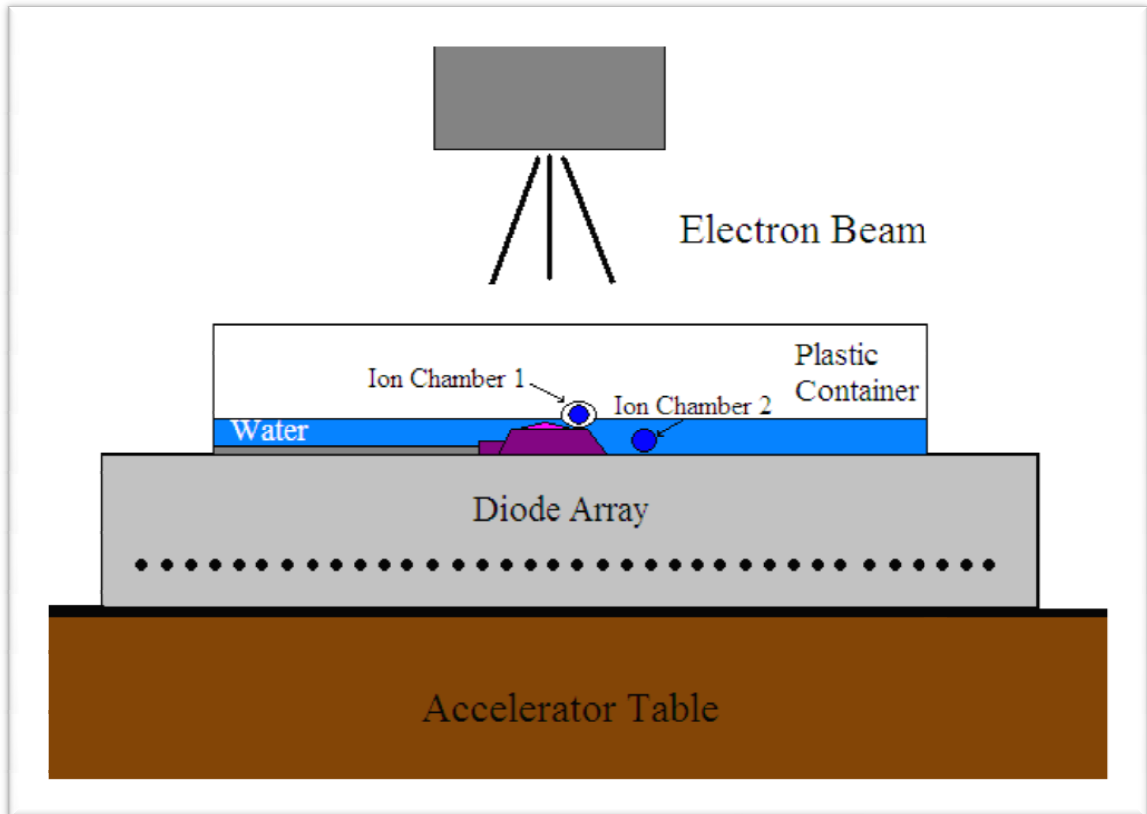 Electron Beam
Plastic
Container
Ion Chamber 1
Ion Chamber 2
Water
Diode Array
Accelerator Table